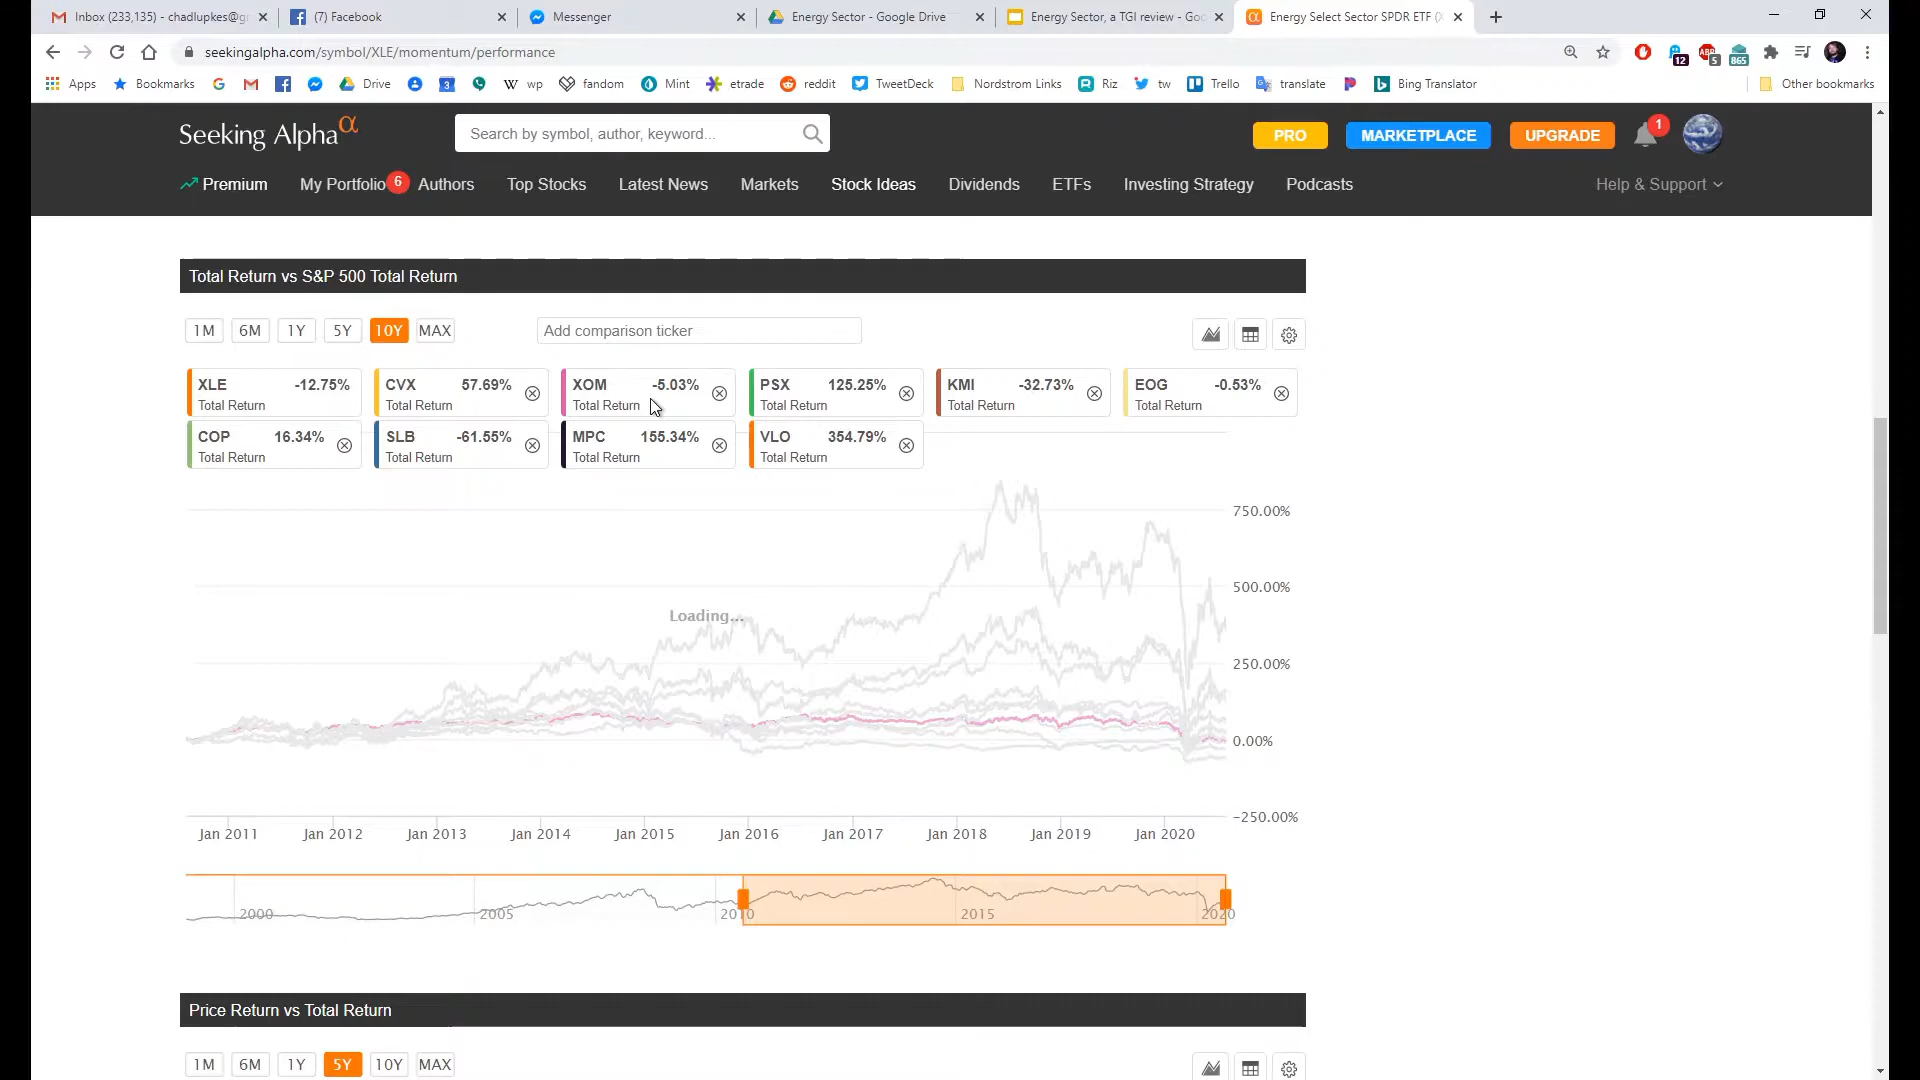 Inbox (233,135) - chadlupkes@g
(7) Facebook
Messenger
Energy Sector - Google Drive
Energy Sector, a TGI review - Goo
Energy Select Sector SPDR ETF (X
seekingalpha.com/symbol/XLE/momentum/performance
12
5
865
Apps
Bookmarks
Drive
3
W wp
fandom
Mint
etrade
reddit
TweetDeck
Nordstrom Links
Riz
tw
Trello
translate
Bing Translator
Other bookmarks
Seeking Alpha α
Search by symbol, author, keyword...
PRO
MARKETPLACE
UPGRADE
1
Premium
My Portfolio 6
Authors
Top Stocks
Latest News
Markets
Stock Ideas
Dividends
ETFs
Investing Strategy
Podcasts
Help & Support
Total Return vs S&P 500 Total Return
1M 6M 1Y 5Y 10Y MAX
Add comparison ticker
XLE -12.75%
Total Return
CVX 57.69%
Total Return
XOM -5.03%
Total Return
PSX 125.25%
Total Return
KMI -32.73%
Total Return
EOG -0.53%
Total Return
COP 16.34%
Total Return
SLB -61.55%
Total Return
MPC 155.34%
Total Return
VLO 354.79%
Total Return
750.00%
500.00%
Loading...
250.00%
0.00%
-250.00%
Jan 2011 Jan 2012 Jan 2013 Jan 2014 Jan 2015 Jan 2016 Jan 2017 Jan 2018 Jan 2019 Jan 2020
2000 2005 2010 2015 2020
Price Return vs Total Return
1M 6M 1Y 5Y 10Y MAX